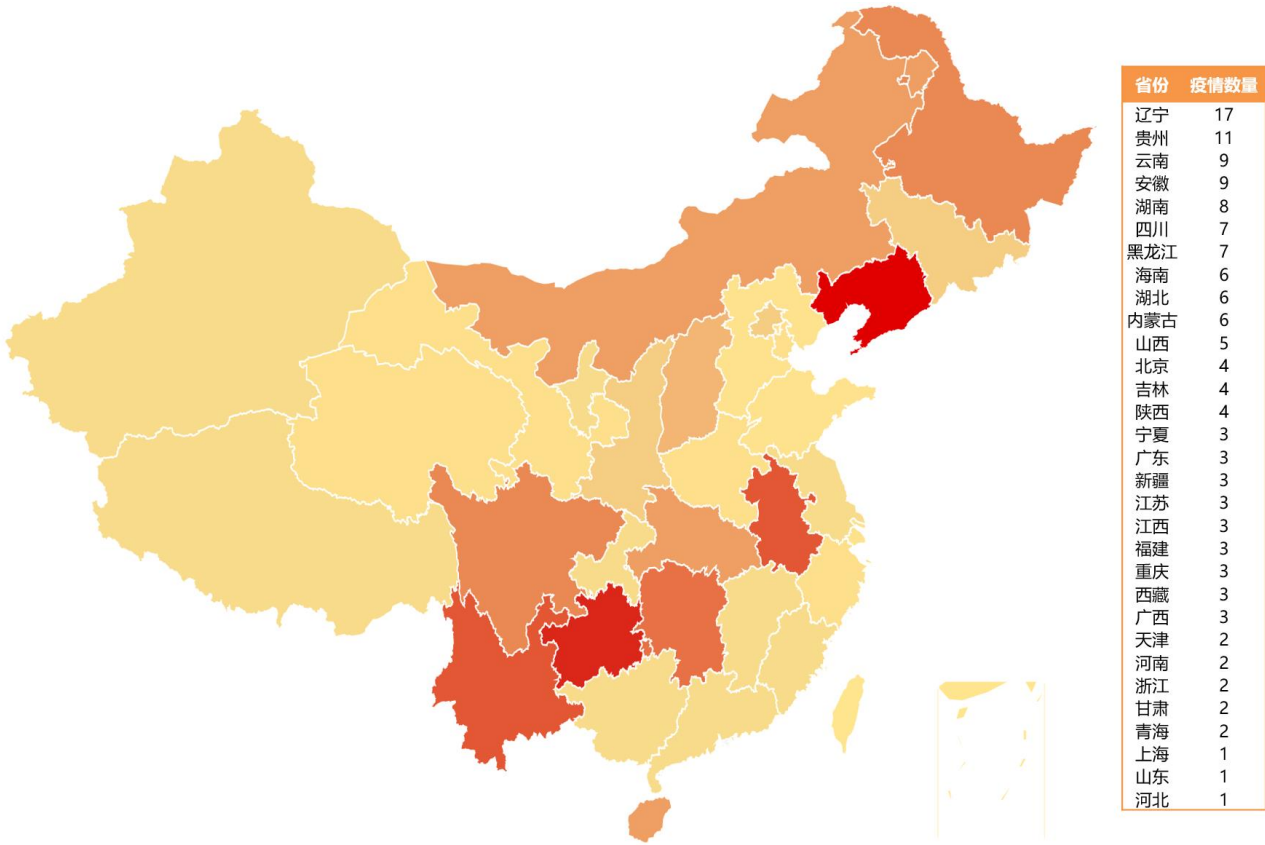 省份 疫情数量
辽宁 17
贵州 11
云南 9
安徽 9
湖南 8
四川 7
黑龙江 7
海南 6
湖北 6
内蒙古 6
山西 5
北京 4
吉林 4
陕西 4
宁夏 3
广东 3
新疆 3
江苏 3
江西 3
福建 3
重庆 3
西藏 3
广西 3
天津 2
河南 2
浙江 2
甘肃 2
青海 2
上海 1
山东 1
河北 1